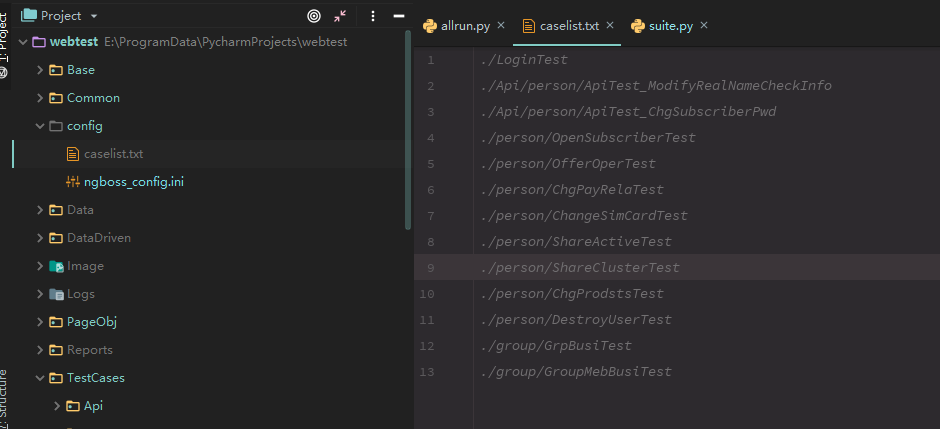 Project
webtest E:\ProgramData\PycharmProjects\webtest
Base
Common
config
caselist.txt
ngboss_config.ini
Data
DataDriven
Image
Logs
PageObj
Reports
TestCases
Api
1: Project
7: Structure
allrun.py
caselist.txt
suite.py
1 ./LoginTest
2 ./Api/person/ApiTest_ModifyRealNameCheckInfo
3 ./Api/person/ApiTest_ChgSubscriberPwd
4 ./person/OpenSubscriberTest
5 ./person/OfferOperTest
6 ./person/ChgPayRelaTest
7 ./person/ChangeSimCardTest
8 ./person/ShareActiveTest
9 ./person/ShareClusterTest
10 ./person/ChgProdstsTest
11 ./person/DestroyUserTest
12 ./group/GrpBusiTest
13 ./group/GroupMebBusiTest